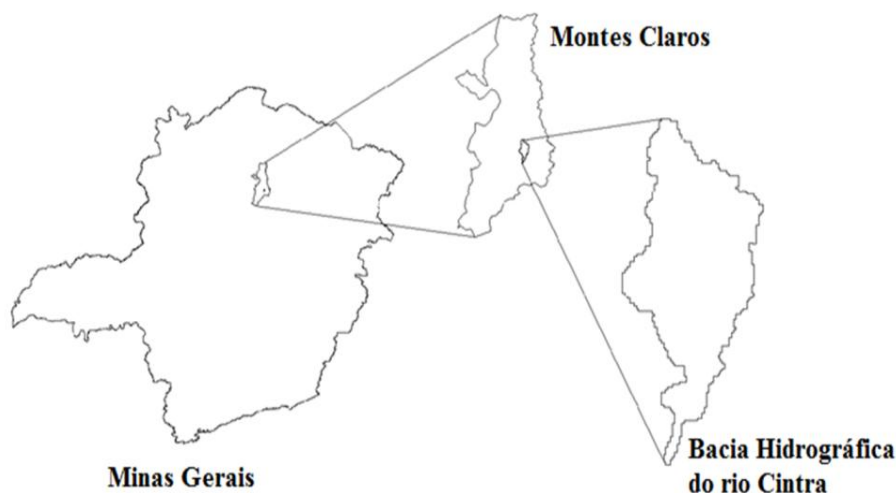 Montes Claros
Minas Gerais
Bacia Hidrográfica
do rio Cintra